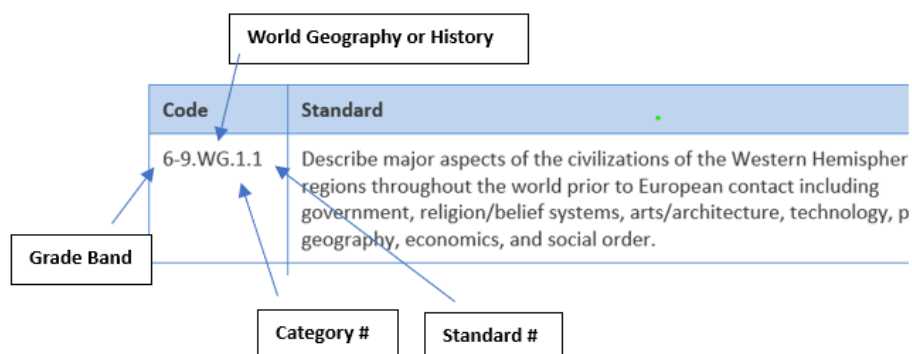 World Geography or History
Code Standard
6-9.WG.1.1 Describe major aspects of the civilizations of the Western Hemispher
regions throughout the world prior to European contact including
government, religion/belief systems, arts/architecture, technology, p
geography, economics, and social order.
Grade Band
Category # Standard #